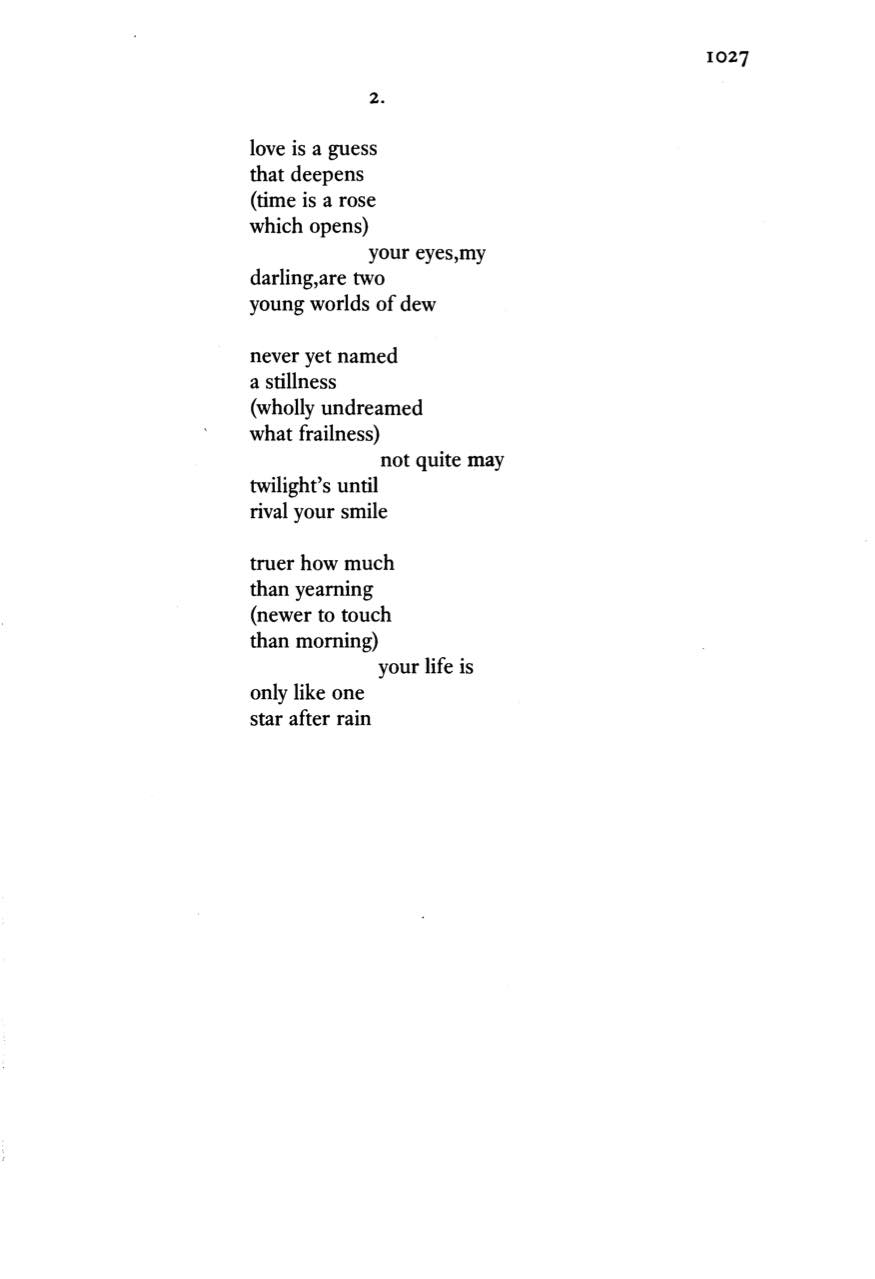 1027
2.
love is a guess
that deepens
(time is a rose
which opens)
your eyes,my
darling,are two
young worlds of dew
never yet named
a stillness
(wholly undreamed
what frailness)
not quite may
twilight's until
rival your smile
truer how much
than yearning
(newer to touch
than morning)
your life is
only like one
star after rain